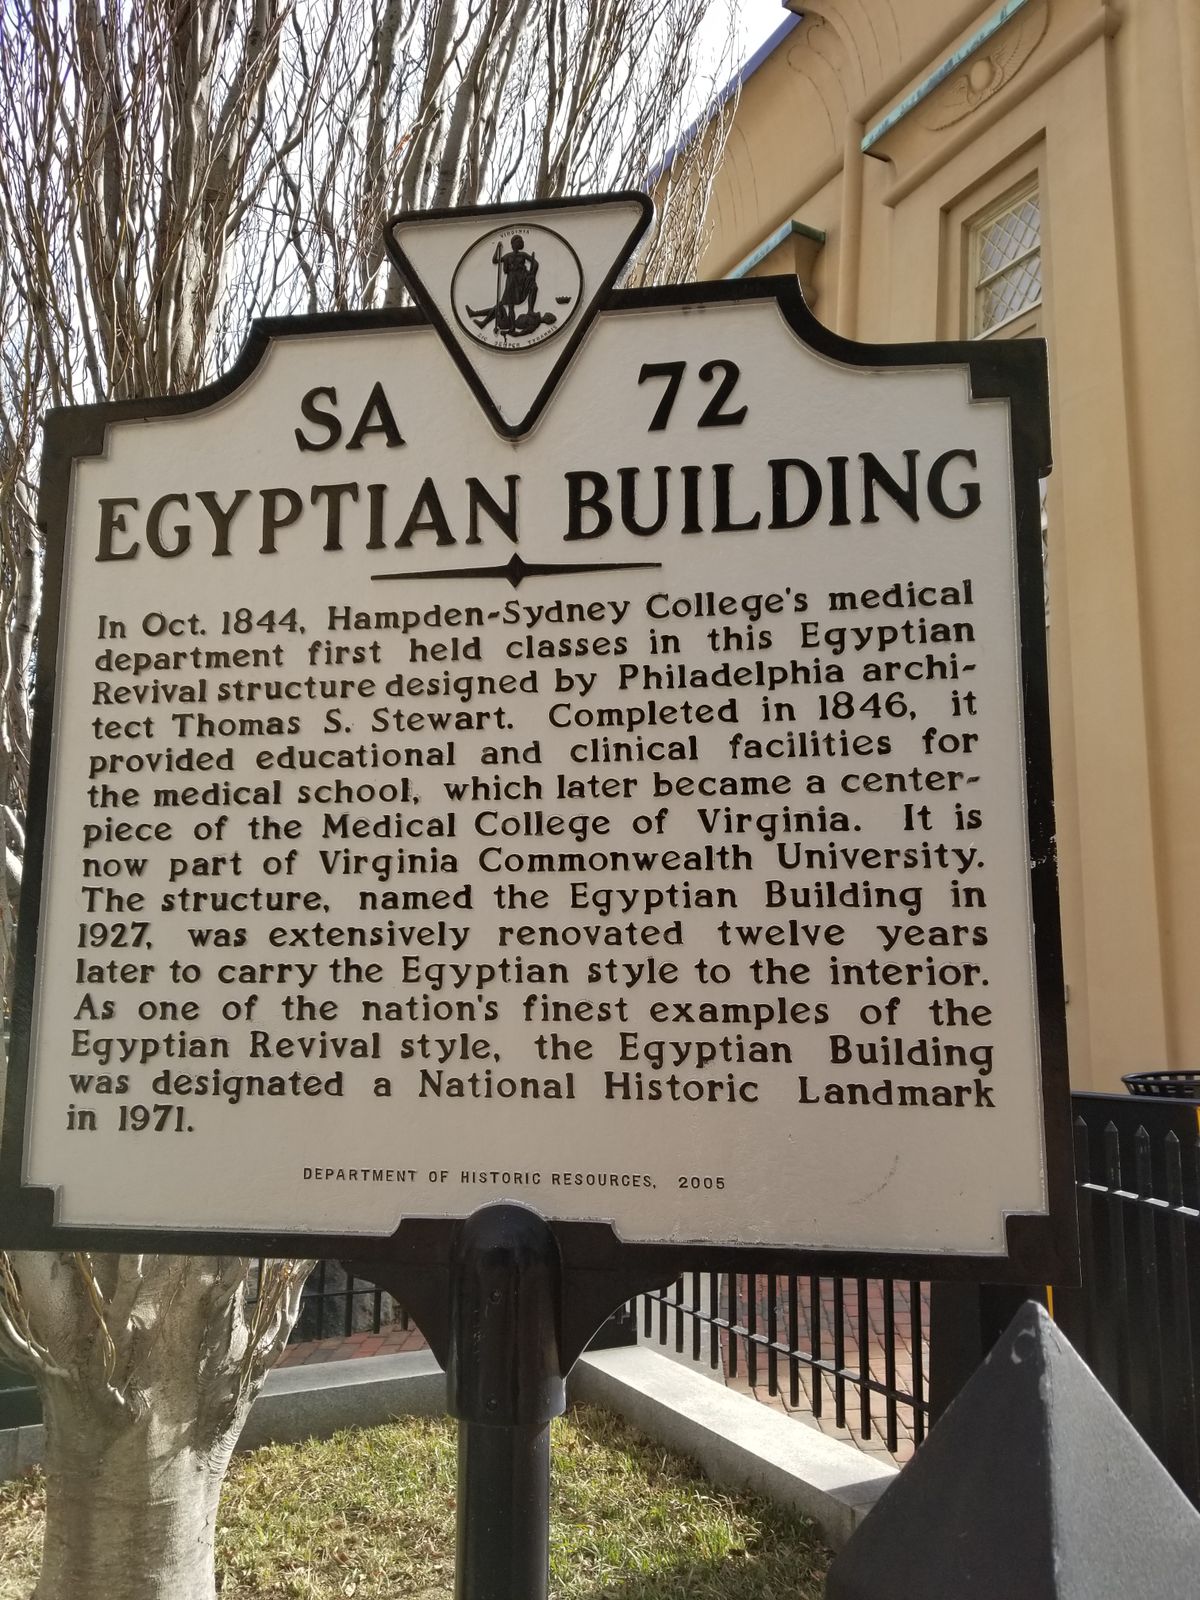 VIRGINIA
SIC SEMPER TYRANNIS
SA 72
EGYPTIAN BUILDING
In Oct. 1844, Hampden-Sydney College's medical
department first held classes in this Egyptian
Revival structure designed by Philadelphia archi-
tect Thomas S. Stewart. Completed in 1846, it
provided educational and clinical facilities for
the medical school, which later became a center-
piece of the Medical College of Virginia. It is
now part of Virginia Commonwealth University.
The structure, named the Egyptian Building in
1927, was extensively renovated twelve years
later to carry the Egyptian style to the interior.
As one of the nation's finest examples of the
Egyptian Revival style, the Egyptian Building
was designated a National Historic Landmark
in 1971.
DEPARTMENT OF HISTORIC RESOURCES, 2005